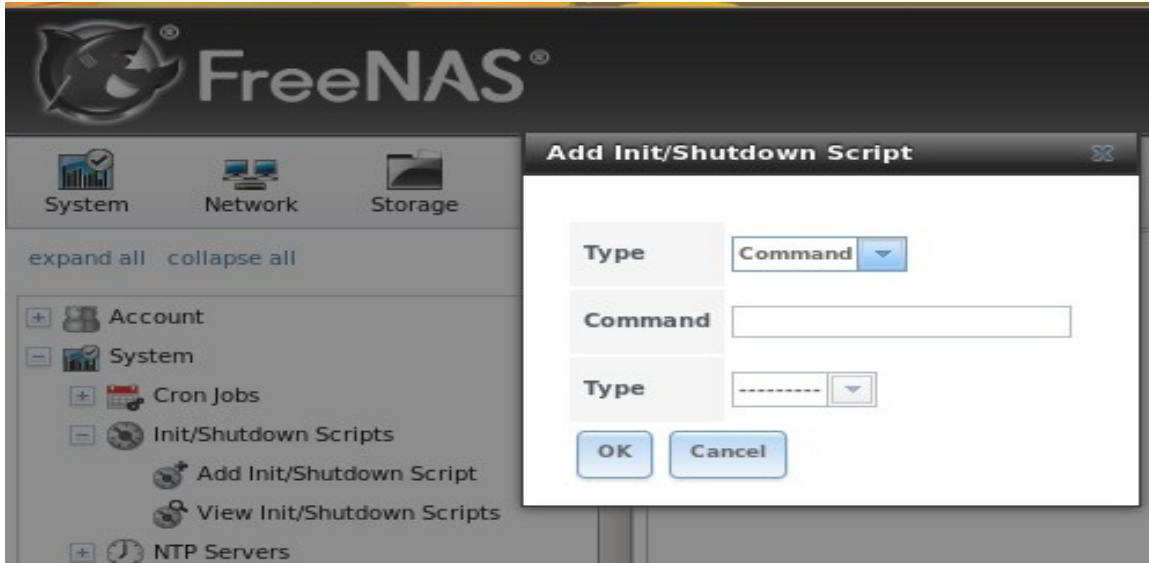 FreeNAS®
System
Network
Storage
expand all collapse all
Account
System
Cron Jobs
Init/Shutdown Scripts
Add Init/Shutdown Script
View Init/Shutdown Scripts
NTP Servers
Add Init/Shutdown Script
Type Command
Command
Type ---------
OK Cancel